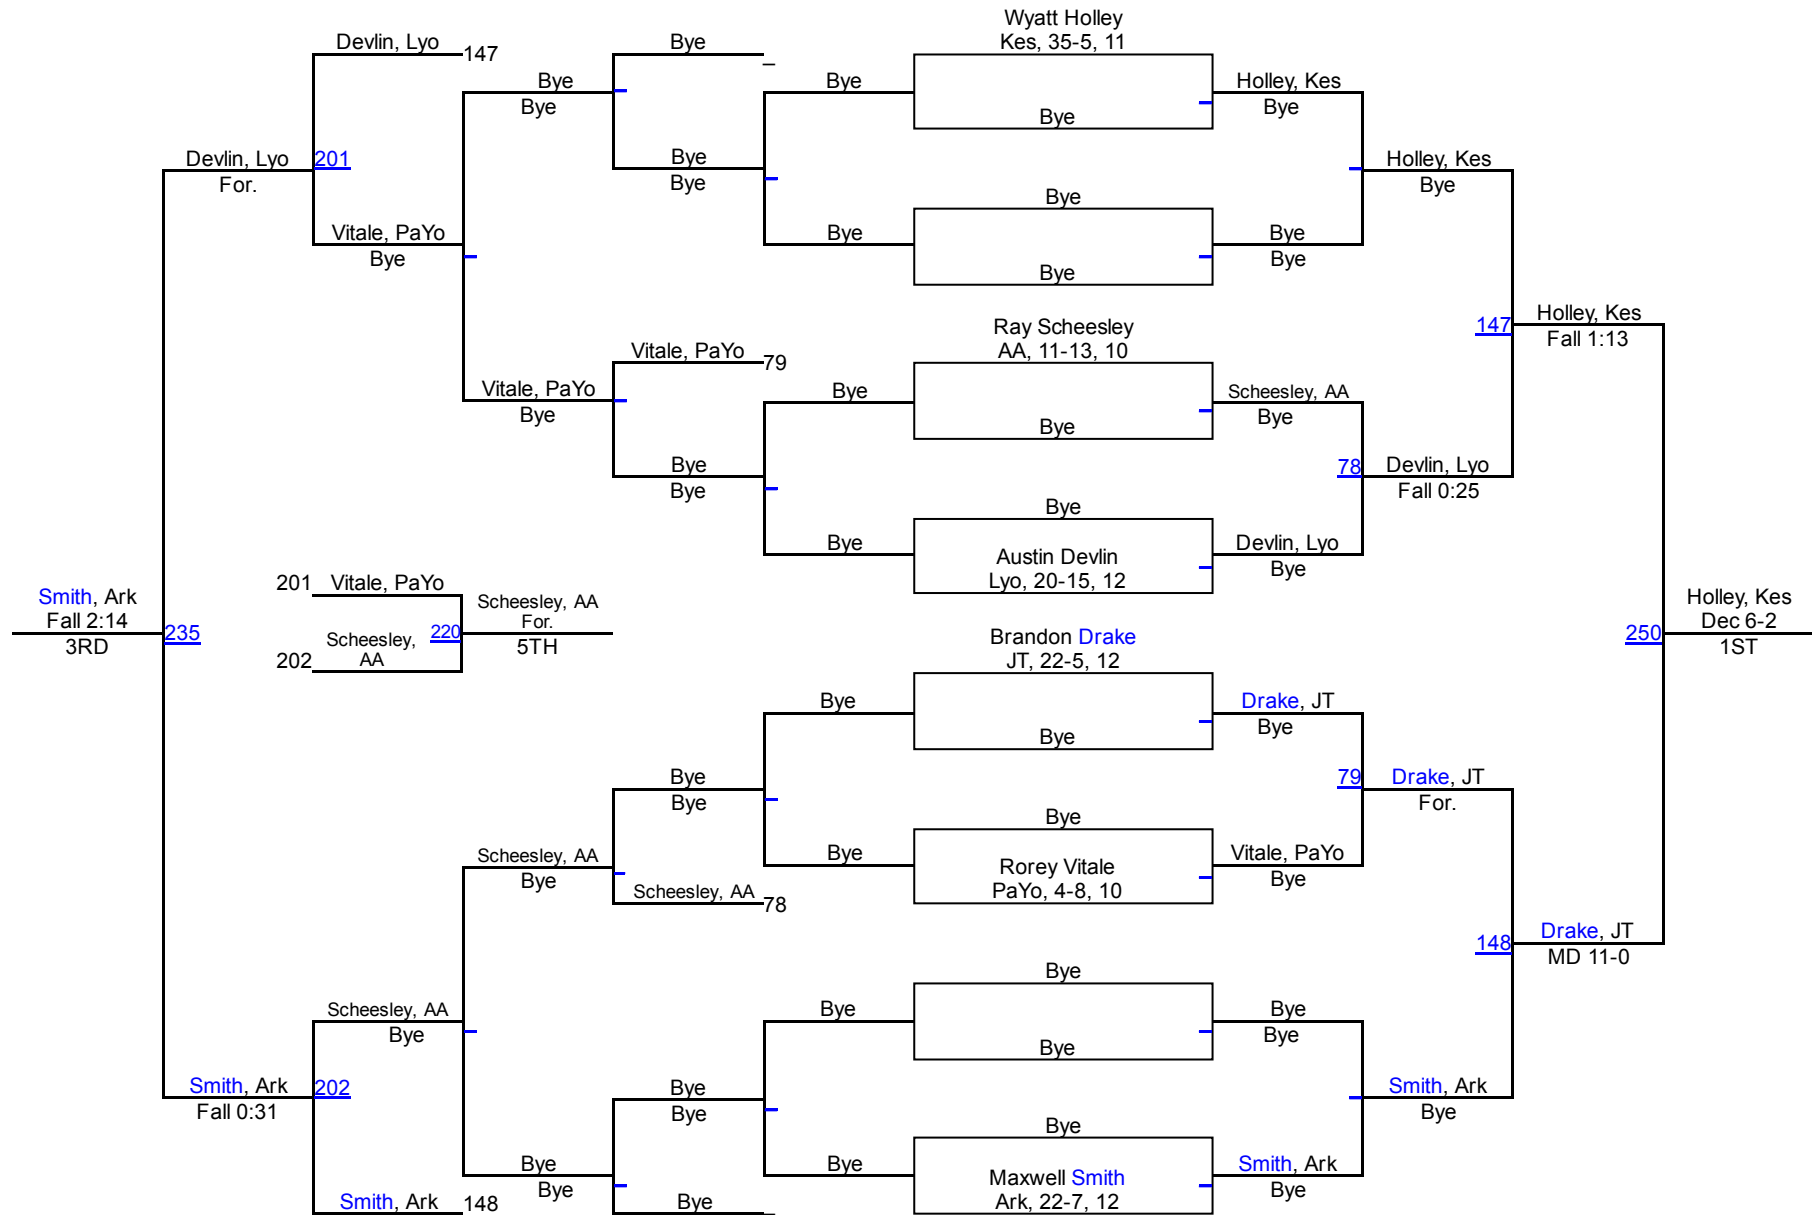 Wyatt Holley
Devlin, Lyo
147
Bye
_
Kes, 35-5, 11
Bye
Bye
Bye
Holley, Kes
Bye
Bye
Devlin, Lyo
For.
201
Bye
Bye
Holley, Kes
Bye
Bye
Vitale, PaYo
Bye
Bye
Bye
Bye
Bye
Holley, Kes
Fall 1:13
147
Ray Scheesley
AA, 11-13, 10
Vitale, PaYo
79
Vitale, PaYo
Bye
Bye
Scheesley, AA
Bye
Bye
Bye
Bye
78
Devlin, Lyo
Fall 0:25
Bye
Bye
Austin Devlin
Lyo, 20-15, 12
Devlin, Lyo
Bye
201
Vitale, PaYo
Scheesley, AA
For.
5TH
220
202
Scheesley,
AA
Smith, Ark
Fall 2:14
3RD
235
Holley, Kes
Dec 6-2
1ST
250
Brandon Drake
JT, 22-5, 12
Bye
Bye
Drake, JT
Bye
Bye
Bye
79
Drake, JT
For.
Bye
Scheesley, AA
Bye
Bye
Rorey Vitale
PaYo, 4-8, 10
Vitale, PaYo
Bye
Scheesley, AA
78
148
Drake, JT
MD 11-0
Bye
Scheesley, AA
Bye
Bye
Bye
Bye
Bye
Smith, Ark
Fall 0:31
202
Bye
Bye
Smith, Ark
Bye
Bye
Bye
Bye
Bye
Maxwell Smith
Ark, 22-7, 12
Smith, Ark
Bye
Smith, Ark
148
Bye
_